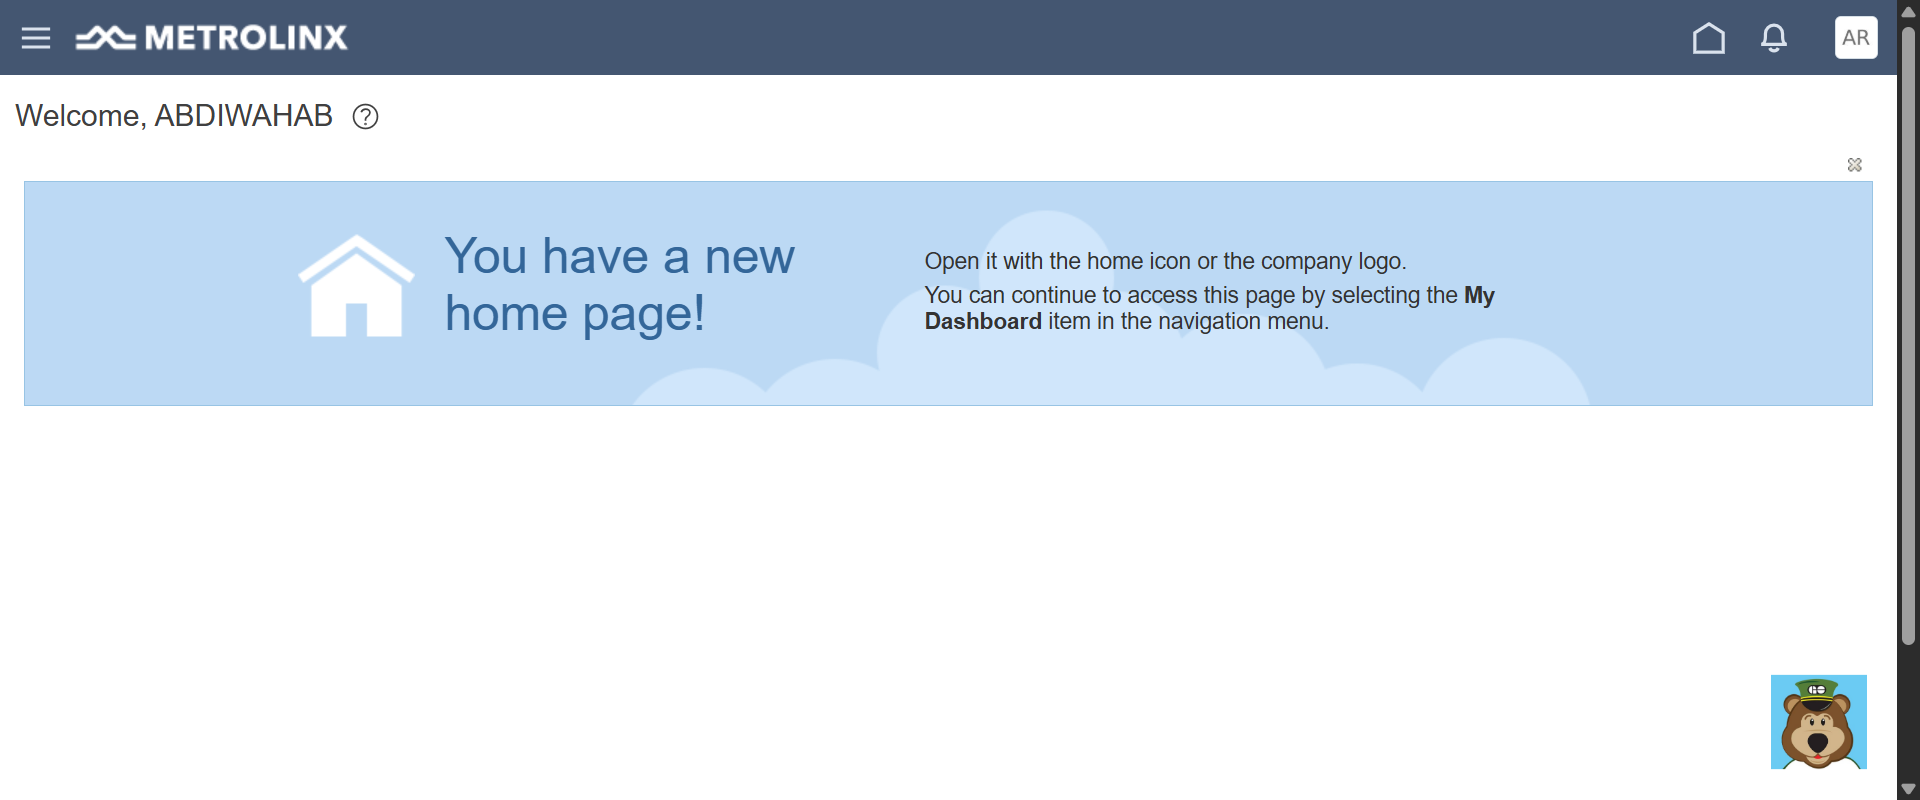 METROLINX
AR
Welcome, ABDIWAHAB ?
You have a new
home page!
Open it with the home icon or the company logo.
You can continue to access this page by selecting the My
Dashboard item in the navigation menu.
GO